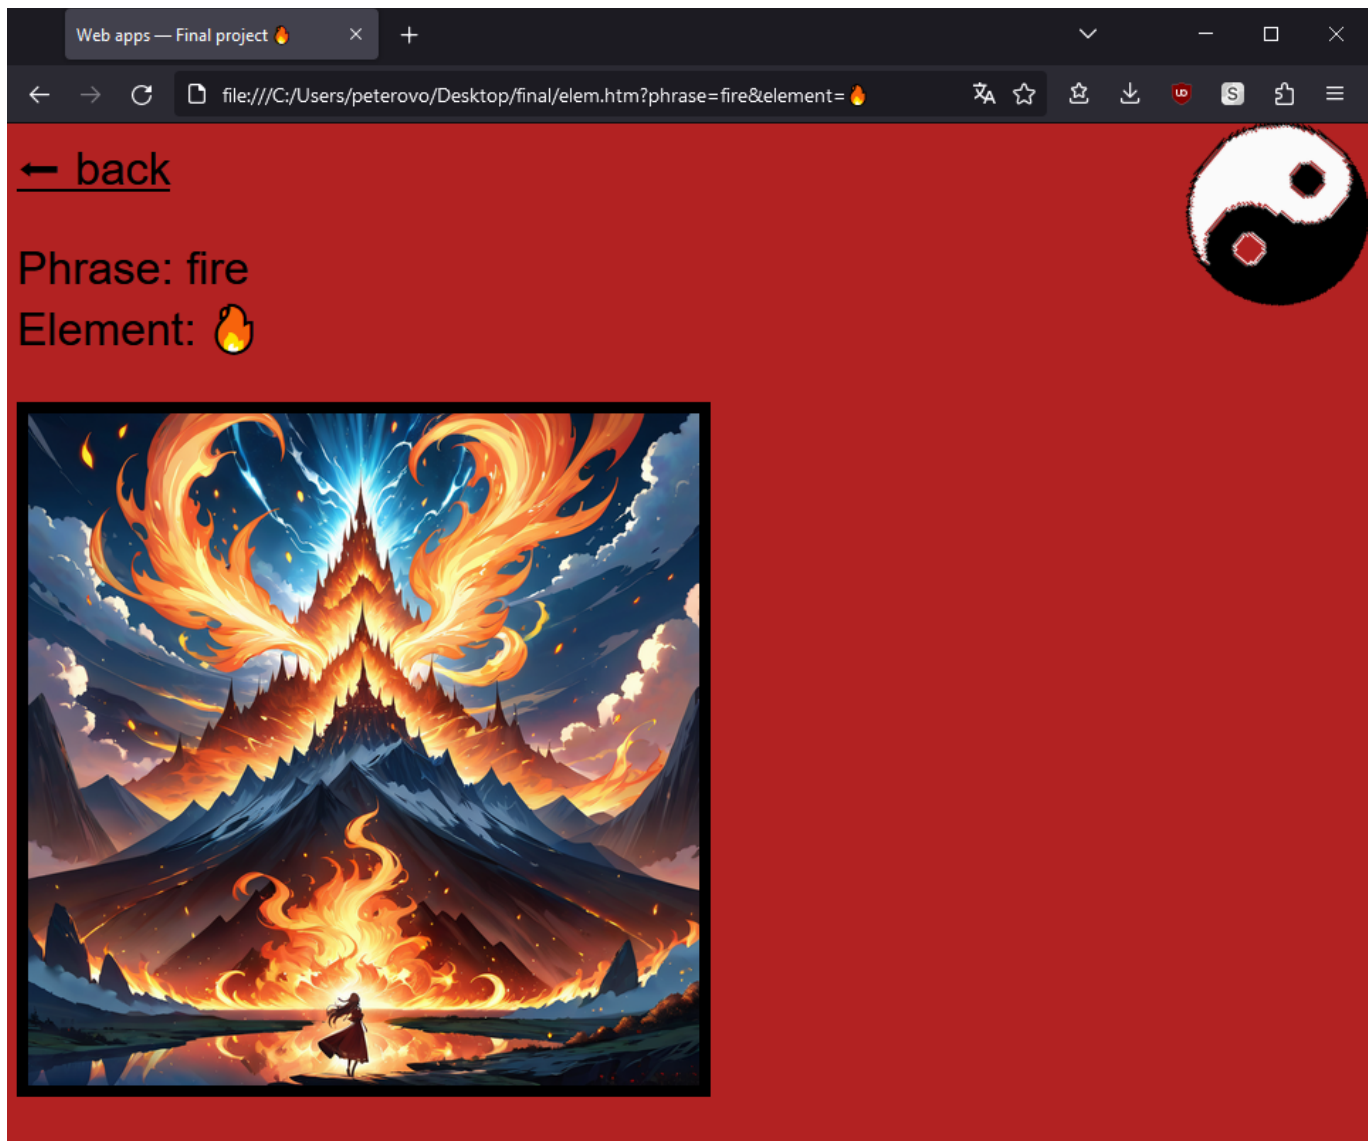 Web apps — Final project 🔥
file:///C:/Users/peterovo/Desktop/final/elem.htm?phrase=fire&element=🔥
← back
Phrase: fire
Element: 🔥